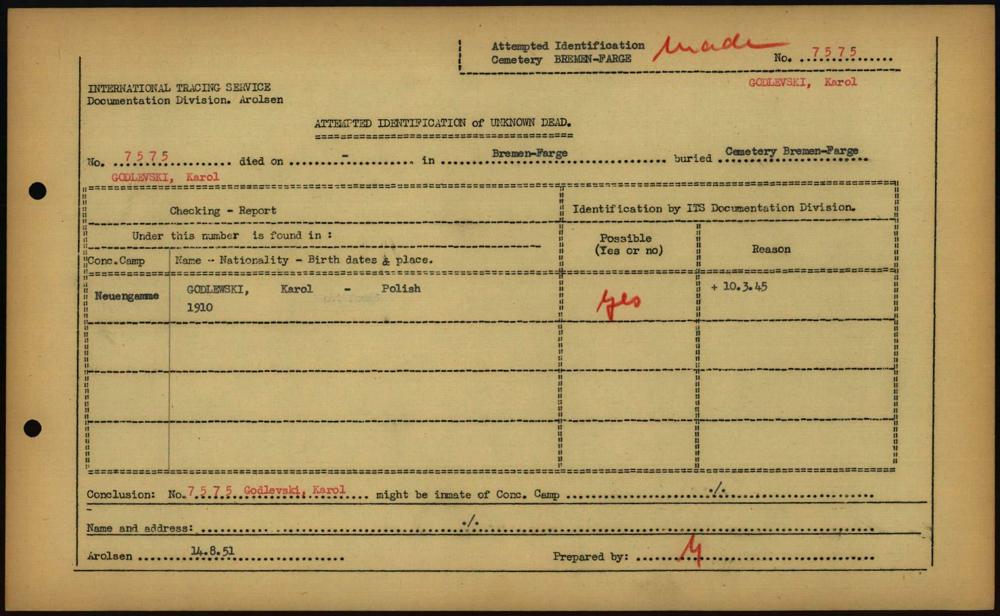 Attempted Identification made
Cemetery BREMEN-FARGE No. 7575
GODLEVSKI, Karol
INTERNATIONAL TRACING SERVICE
Documentation Division. Arolsen
ATTEMPTED IDENTIFICATION of UNKNOWN DEAD.
No. 7575 died on - in Bremen-Farge buried Cemetery Bremen-Farge
GODLEVSKI, Karol
Checking - Report
Identification by ITS Documentation Division.
Under this number is found in :
Possible (Yes or no)
Reason
Conc.Camp
Name - Nationality - Birth dates & place.
Neuengamme
GODLEWSKI, Karol - Polish
1910
yes
+ 10.3.45
Conclusion: No. 7575 Godlevski, Karol might be inmate of Conc. Camp ./.
Name and address: ./.
Arolsen 14.8.51 Prepared by: